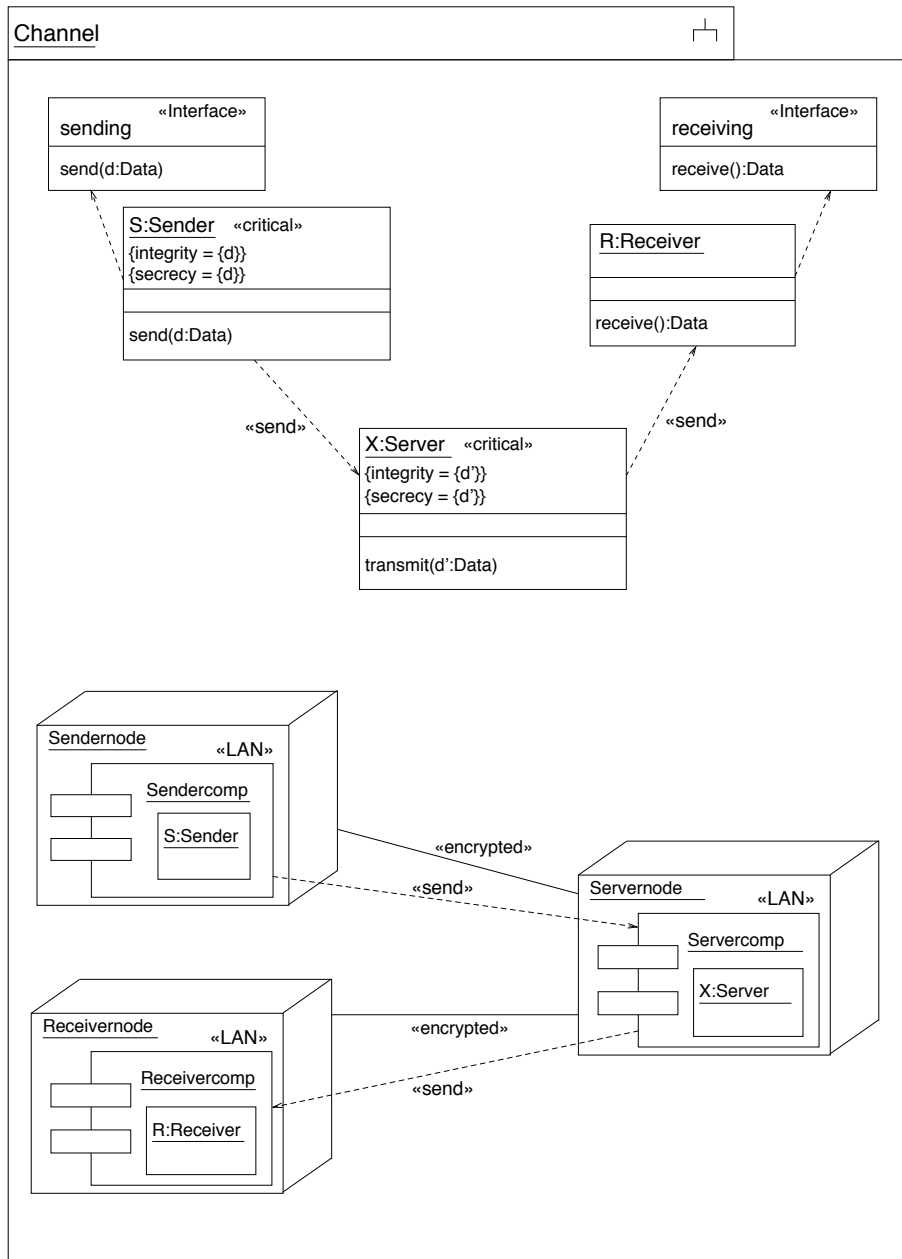 Channel
«Interface»
sending
send(d:Data)
«Interface»
receiving
receive():Data
S:Sender «critical»
{integrity = {d}}
{secrecy = {d}}
send(d:Data)
R:Receiver
receive():Data
«send»
«send»
X:Server «critical»
{integrity = {d’}}
{secrecy = {d’}}
transmit(d’:Data)
Sendernode
«LAN»
Sendercomp
S:Sender
«encrypted»
«send»
Servernode
«LAN»
Servercomp
X:Server
Receivernode
«LAN»
Receivercomp
R:Receiver
«encrypted»
«send»